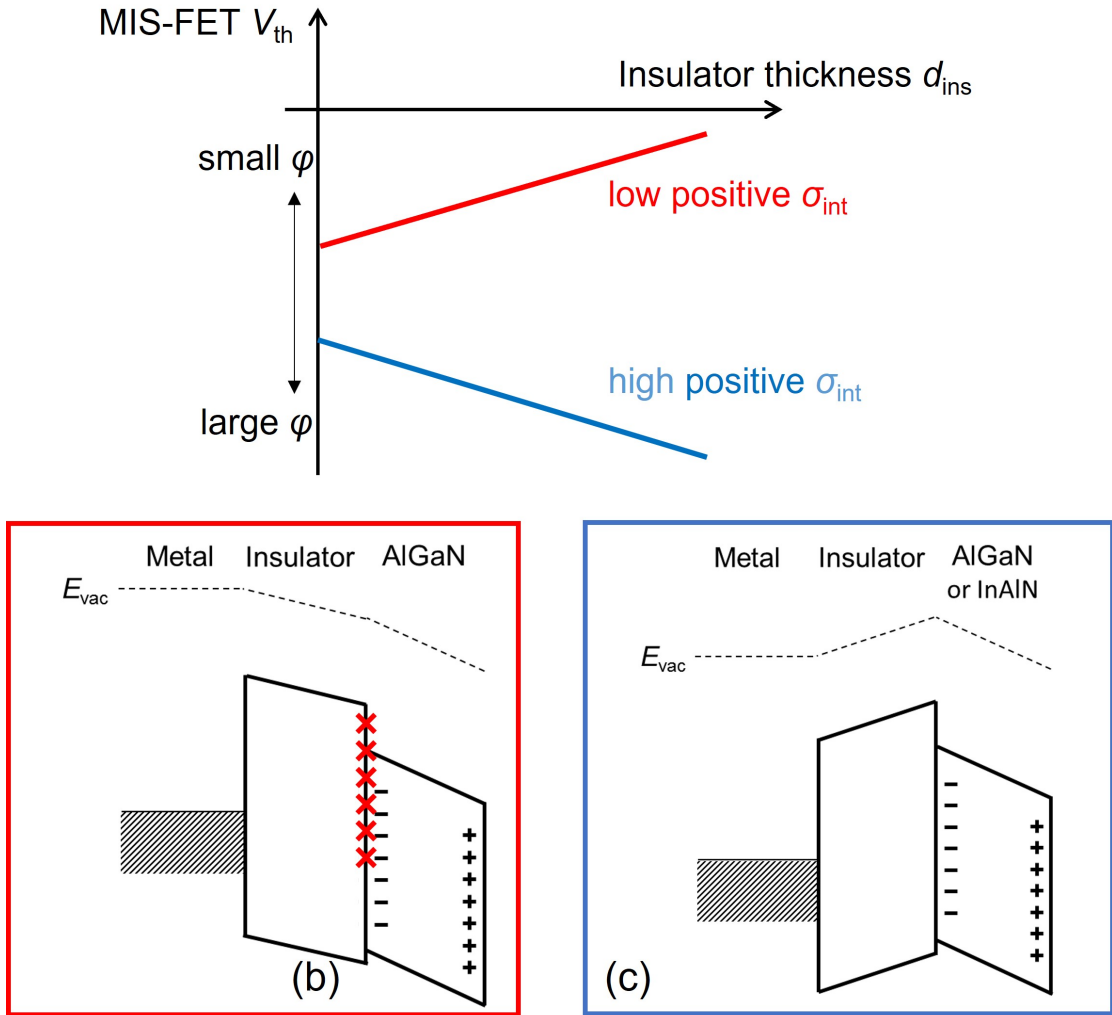 MIS-FET Vth
Insulator thickness dins
small φ
low positive σint
high positive σint
large φ
Metal Insulator AlGaN
Evac
(b)
Metal Insulator AlGaN
or InAlN
Evac
(c)